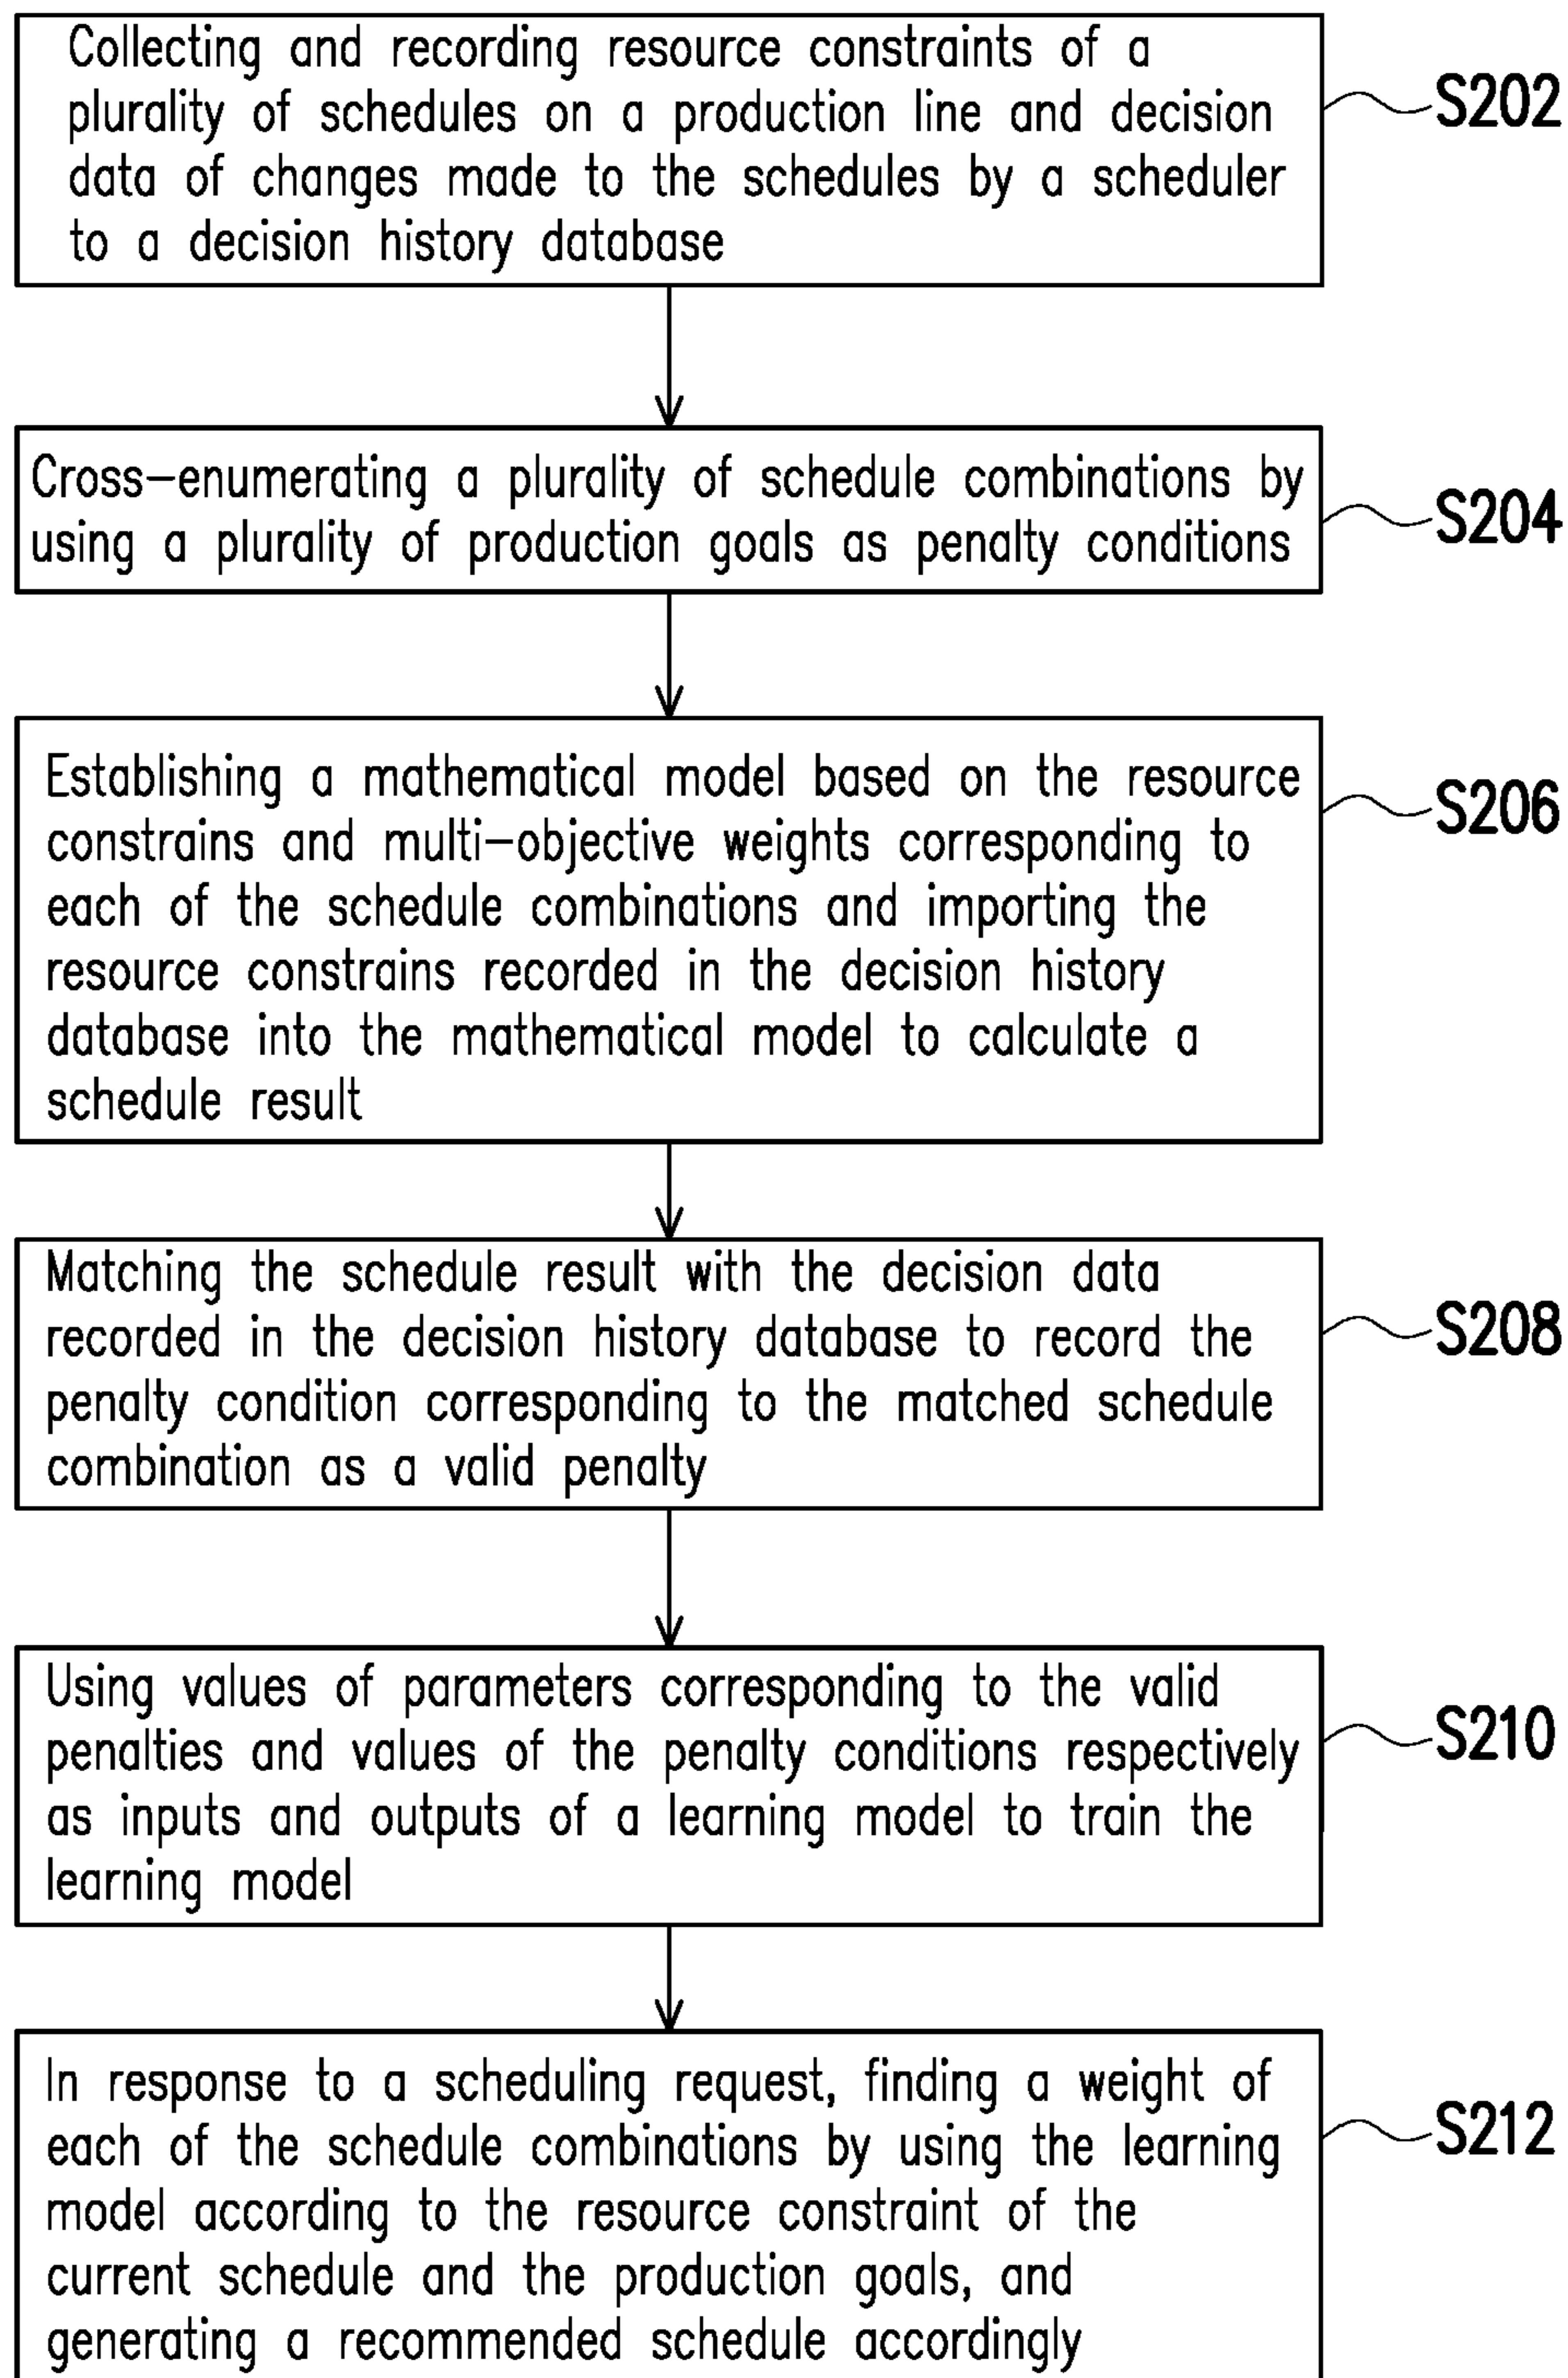 Collecting and recording resource constraints of a
plurality of schedules on a production line and decision
data of changes made to the schedules by a scheduler
to a decision history database
S202
Cross-enumerating a plurality of schedule combinations by
using a plurality of production goals as penalty conditions
S204
Establishing a mathematical model based on the resource
constrains and multi-objective weights corresponding to
each of the schedule combinations and importing the
resource constrains recorded in the decision history
database into the mathematical model to calculate a
schedule result
S206
Matching the schedule result with the decision data
recorded in the decision history database to record the
penalty condition corresponding to the matched schedule
combination as a valid penalty
S208
Using values of parameters corresponding to the valid
penalties and values of the penalty conditions respectively
as inputs and outputs of a learning model to train the
learning model
S210
In response to a scheduling request, finding a weight of
each of the schedule combinations by using the learning
model according to the resource constraint of the
current schedule and the production goals, and
generating a recommended schedule accordingly
S212